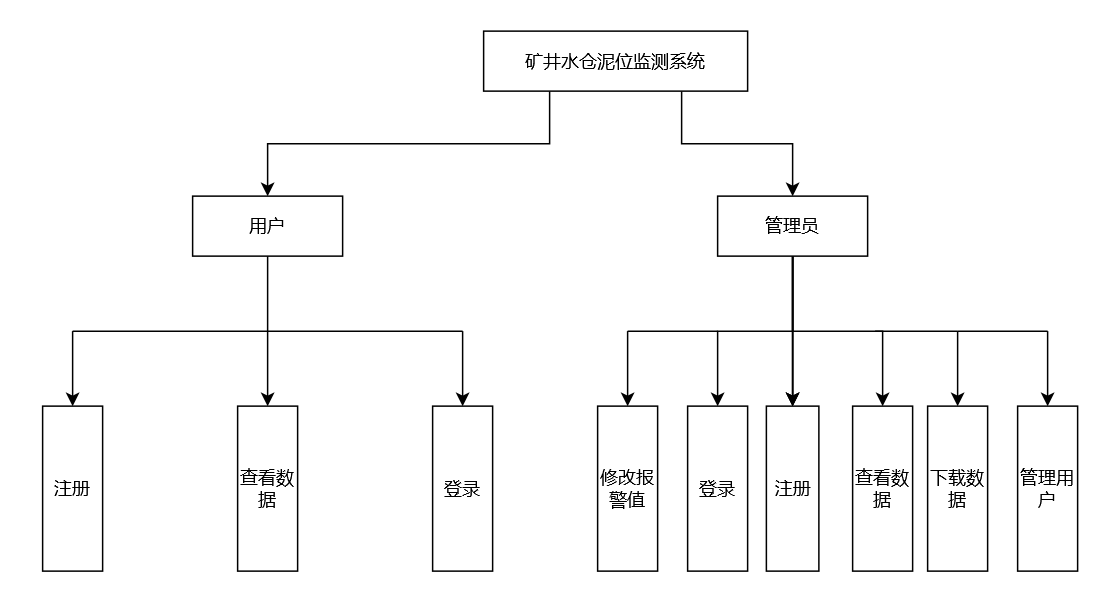 矿井水仓泥位监测系统
用户
管理员
注册
查看数
据
登录
修改报
警值
登录
注册
查看数
据
下载数
据
管理用
户